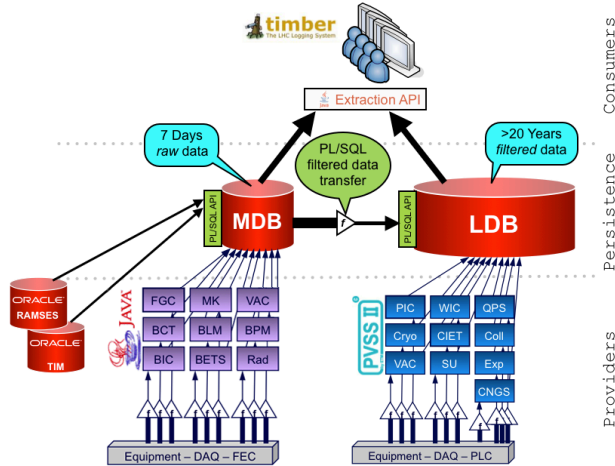 timber
The LHC Logging System
Java
Extraction API
Consumers
7 Days
raw data
PL/SQL
filtered data
transfer
>20 Years
filtered data
PL/SQL API
MDB
f
PL/SQL API
LDB
Persistence
ORACLE
RAMSES
ORACLE
TIM
JAVA
FGC MK VAC
BCT BLM BPM
BIC BETS Rad
f f f f f f f f f
Equipment – DAQ – FEC
PVSS II
PIC WIC QPS
Cryo CIET Coll
VAC SU Exp
CNGS
f f f f f f f f f f
Equipment – DAQ – PLC
Providers